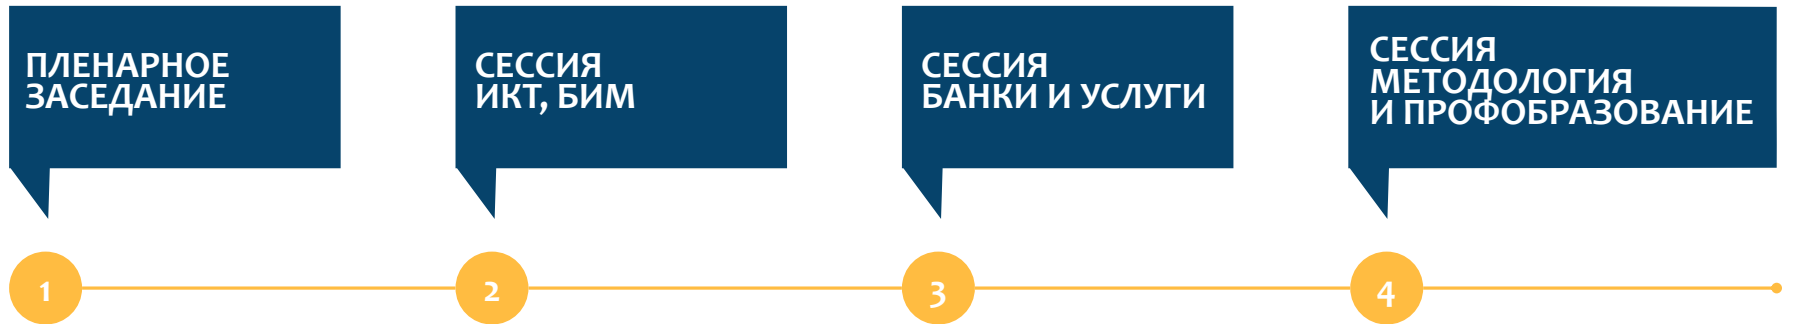 ПЛЕНАРНОЕ
ЗАСЕДАНИЕ
СЕССИЯ
ИКТ, БИМ
СЕССИЯ
БАНКИ И УСЛУГИ
СЕССИЯ
МЕТОДОЛОГИЯ
И ПРОФОБРАЗОВАНИЕ
1
2
3
4